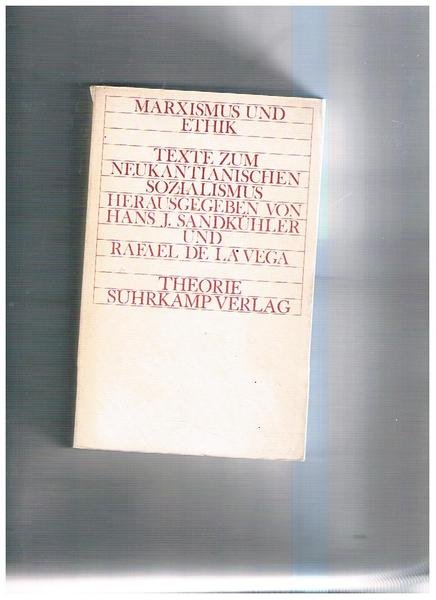 MARXISMUS UND
ETHIK
TEXTE ZUM
NEUKANTIANISCHEN
SOZIALISMUS
HERAUSGEGEBEN VON
HANS J. SANDKÜHLER
UND
RAFAEL DE LA VEGA
THEORIE
SUHRKAMP VERLAG